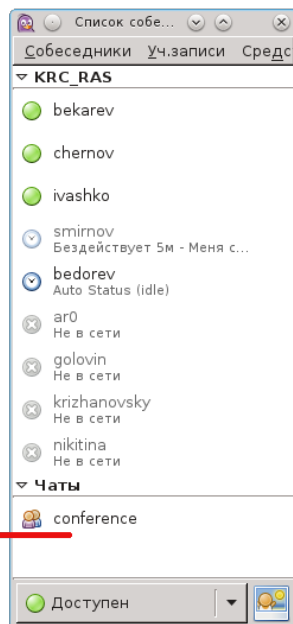 Список собе...
Собеседники Уч.записи Средс
KRC_RAS
bekarev
chernov
ivashko
smirnov
Бездействует 5м - Меня с...
bedorev
Auto Status (idle)
ar0
Не в сети
golovin
Не в сети
krizhanovsky
Не в сети
nikitina
Не в сети
Чаты
conference
Доступен